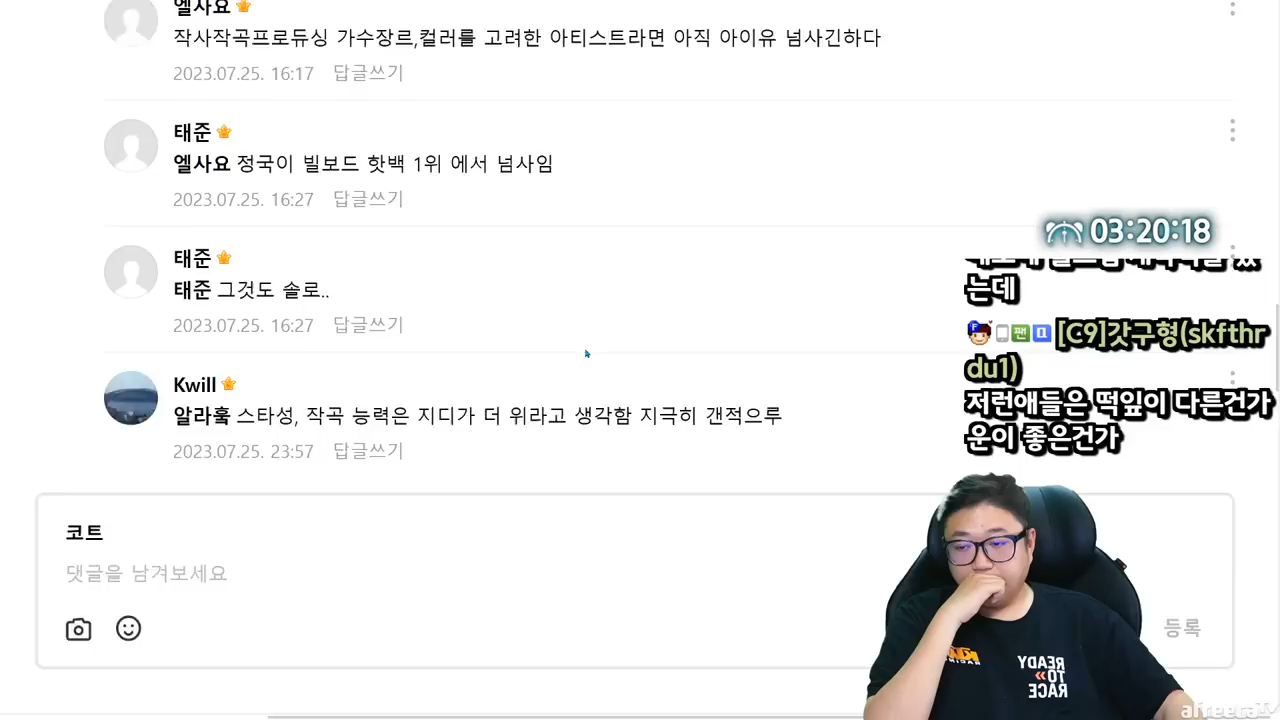 엘사요
작사작곡프로듀싱 가수장르,컬러를 고려한 아티스트라면 아직 아이유 넘사긴하다
2023.07.25. 16:17 답글쓰기
태준
엘사요 정국이 빌보드 핫백 1위 에서 넘사임
2023.07.25. 16:27 답글쓰기
03:20:18
태준
태준 그것도 솔로..
2023.07.25. 16:27 답글쓰기
는데
[C9]갓구형(skfthr
du1)
저런애들은 떡잎이 다른건가
운이 좋은건가
Kwill
알라훀 스타성, 작곡 능력은 지디가 더 위라고 생각함 지극히 갠적으루
2023.07.25. 23:57 답글쓰기
코트
댓글을 남겨보세요
등록
KTM
RACING
READY
TO
RACE
afreecaTV